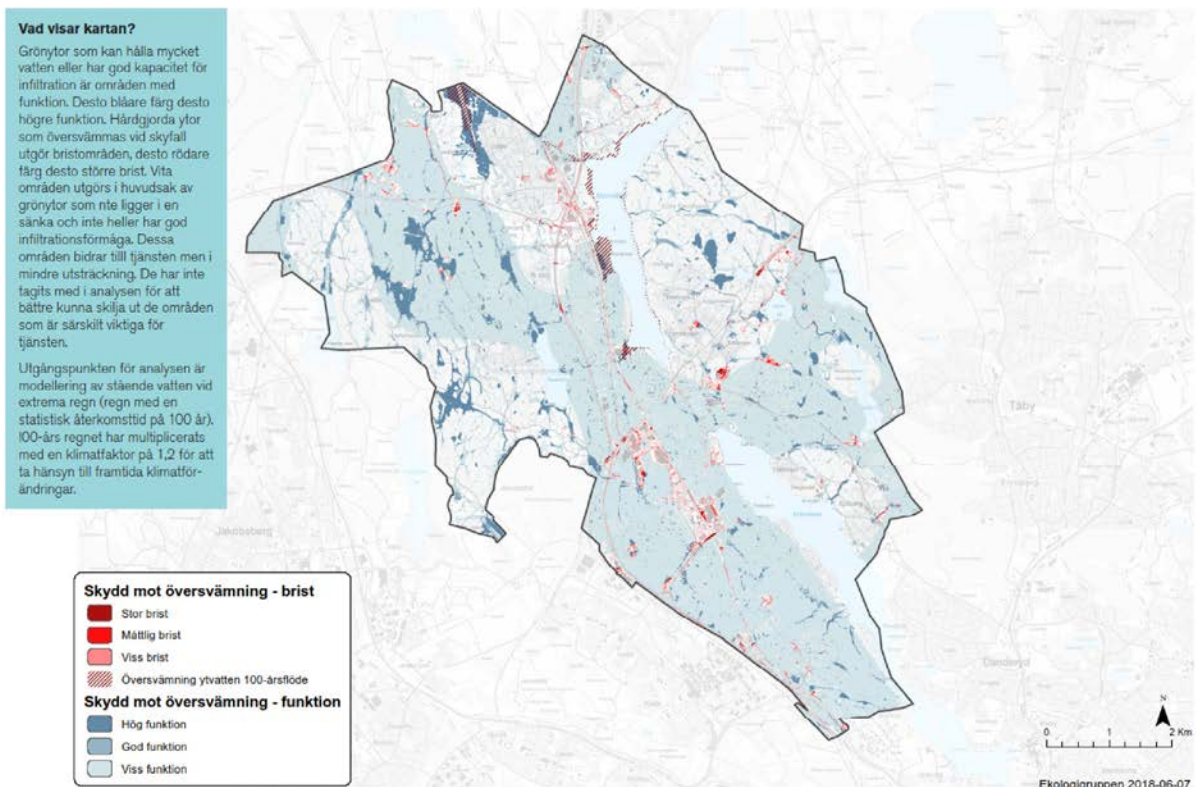 Vad visar kartan?
Grönytor som kan hålla mycket
vatten eller har god kapacitet för
infiltration är områden med
funktion. Desto blåare färg desto
högre funktion. Hårdgjorda ytor
som översvämmas vid skyfall
utgör bristområden, desto rödare
färg desto större brist. Vita
områden utgörs i huvudsak av
grönytor som nte ligger i en
sänka och inte heller har god
infiltrationsförmåga. Dessa
områden bidrar tilll tjänsten men i
mindre utsträckning. De har inte
tagits med i analysen för att
bättre kunna skilja ut de områden
som är särskilt viktiga för
tjänsten.
Utgångspunkten för analysen är
modellering av stående vatten vid
extrema regn (regn med en
statistisk återkomsttid på 100 år).
100-års regnet har multiplicerats
med en klimatfaktor på 1,2 för att
ta hänsyn till framtida klimatför-
ändringar.
Jakobsberg
Täby
Danderyd
Skydd mot översvämning - brist
Stor brist
Måttlig brist
Viss brist
Översvämning ytvatten 100-årsflöde
Skydd mot översvämning - funktion
Hög funktion
God funktion
Viss funktion
N
0 1 2 Km
Ekologigruppen 2018-06-07